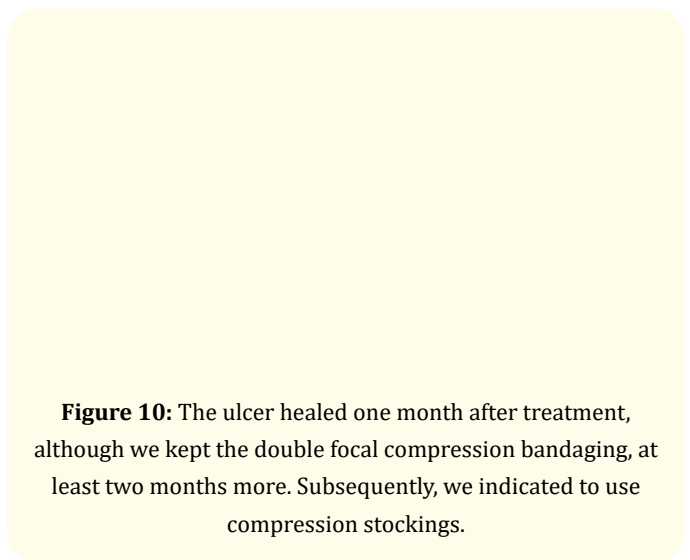 Figure 10: The ulcer healed one month after treatment,
although we kept the double focal compression bandaging, at
least two months more. Subsequently, we indicated to use
compression stockings.